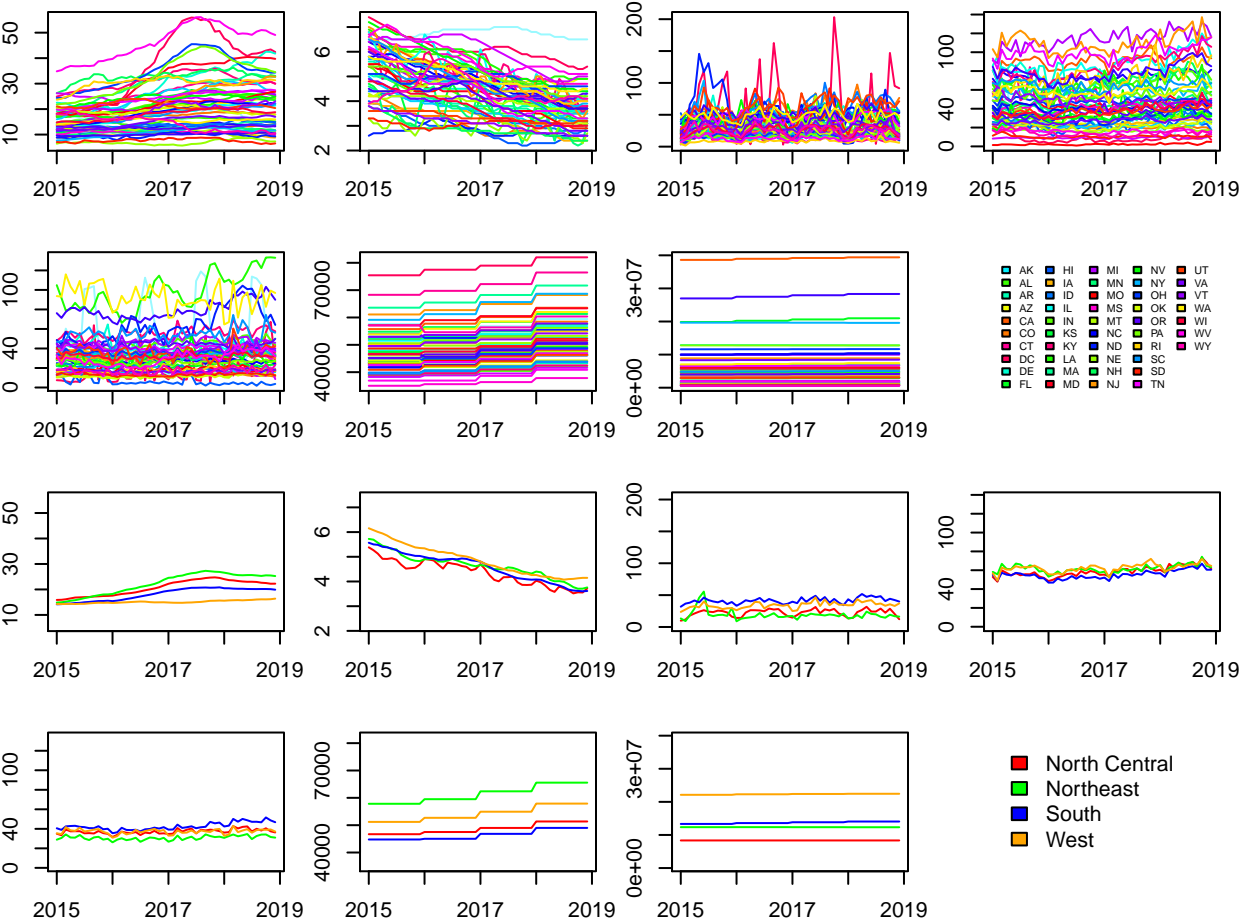 10 30 50
2015 2017 2019
2 4 6
2015 2017 2019
0 100 200
2015 2017 2019
0 40 100
2015 2017 2019
0 40 100
2015 2017 2019
40000 70000
2015 2017 2019
0e+00 3e+07
2015 2017 2019
AK HI MI NV UT
AL IA MN NY VA
AR ID MO OH VT
AZ IL MS OK WA
CA IN MT OR WI
CO KS NC PA WV
CT KY ND RI WY
DC LA NE SC
DE MA NH SD
FL MD NJ TN
10 30 50
2015 2017 2019
2 4 6
2015 2017 2019
0 100 200
2015 2017 2019
0 40 100
2015 2017 2019
0 40 100
2015 2017 2019
40000 70000
2015 2017 2019
0e+00 3e+07
2015 2017 2019
North Central
Northeast
South
West